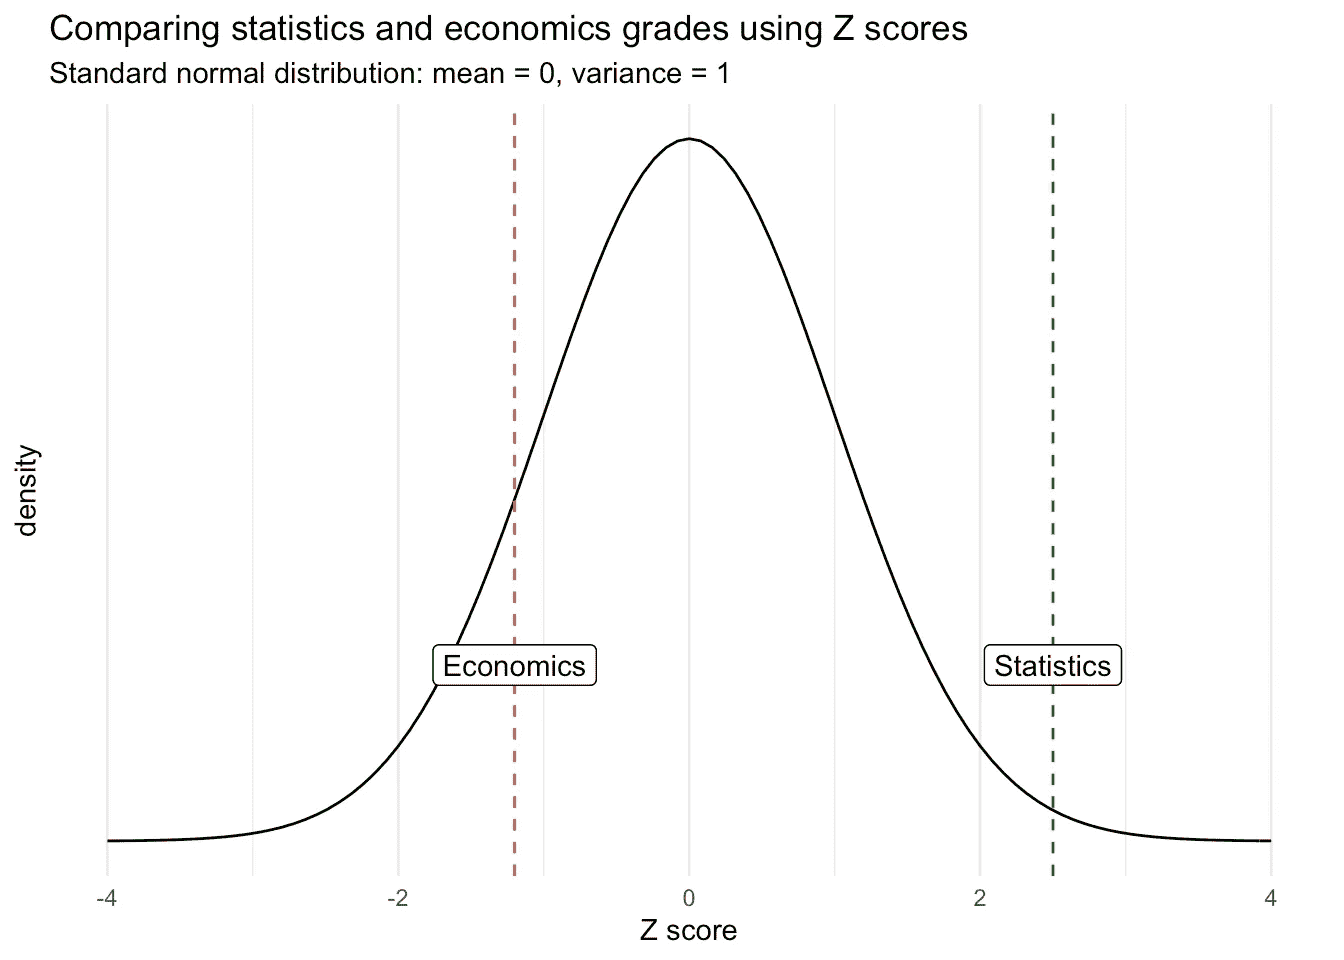 Comparing statistics and economics grades using Z scores
Standard normal distribution: mean = 0, variance = 1
density
Economics
Statistics
-4
-2
0
2
4
Z score